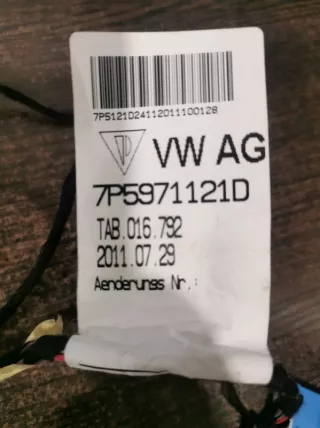 7P5121D24112011100128
VW AG
7P5971121D
TAB.016.792
2011.07.29
Aenderungs Nr.: